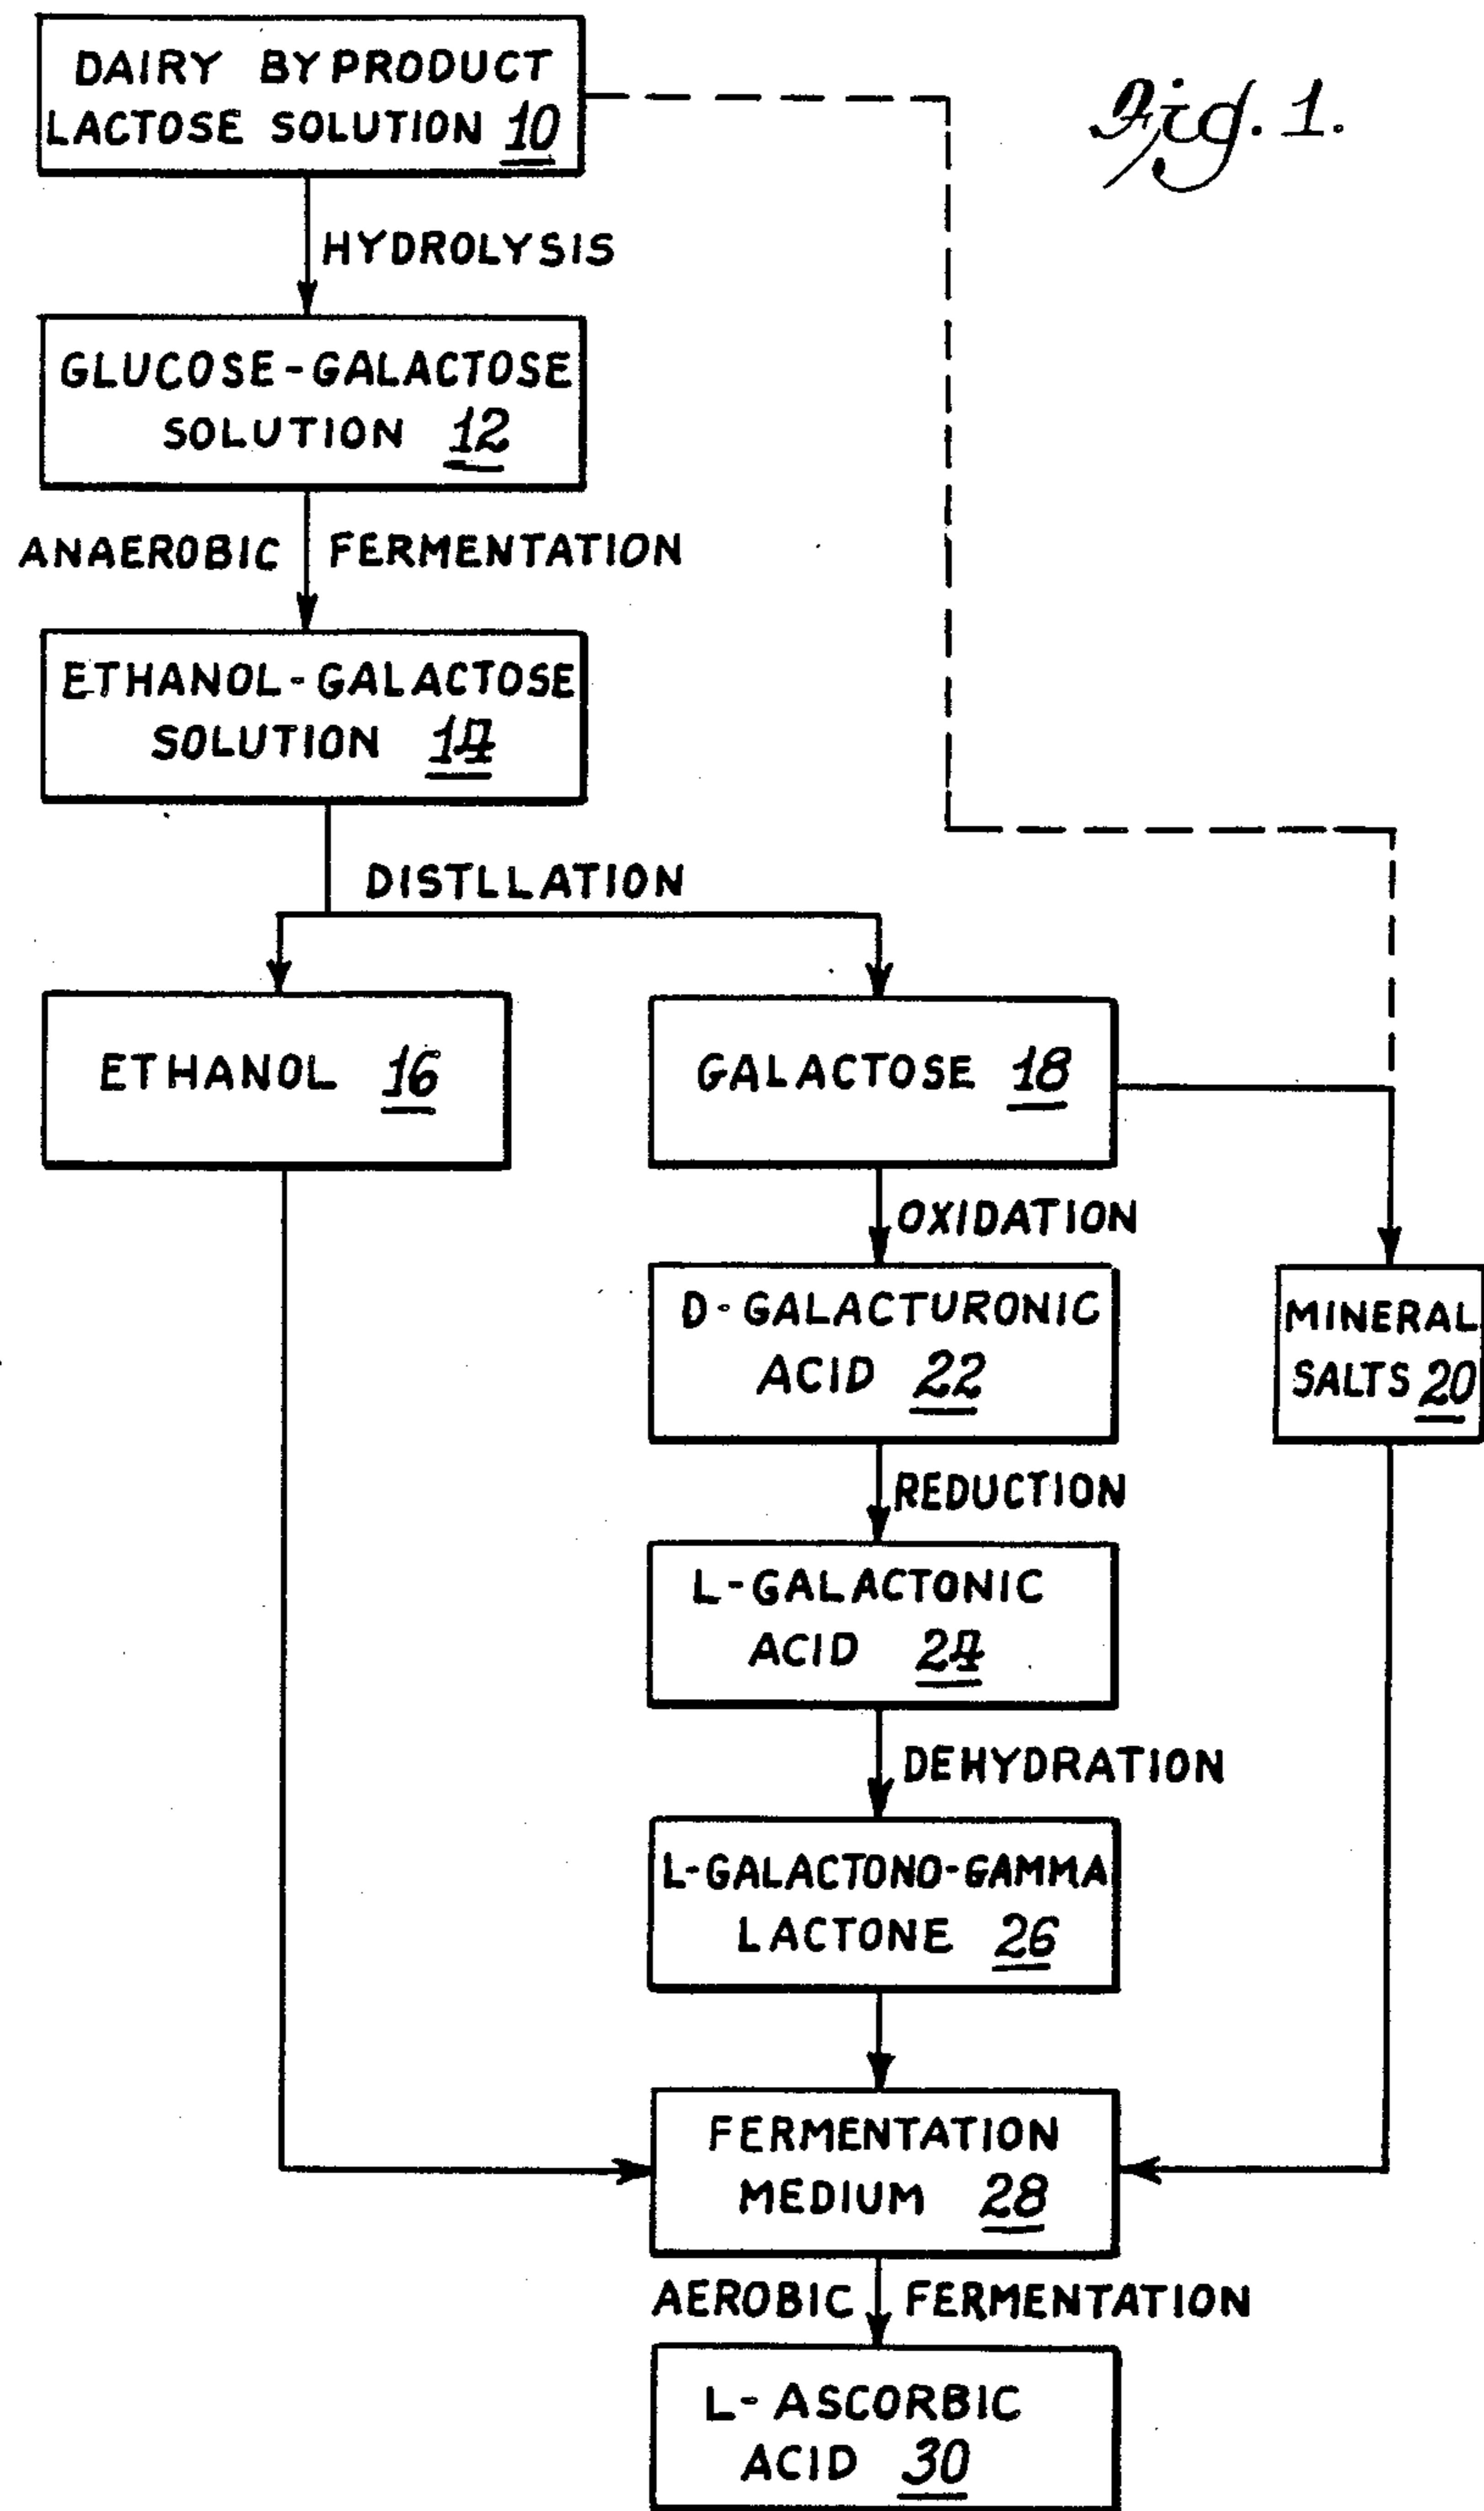 Fig. 1.
DAIRY BYPRODUCT
LACTOSE SOLUTION 10
HYDROLYSIS
GLUCOSE-GALACTOSE
SOLUTION 12
ANAEROBIC FERMENTATION
ETHANOL-GALACTOSE
SOLUTION 14
DISTLLATION
ETHANOL 16
GALACTOSE 18
OXIDATION
D-GALACTURONIC
ACID 22
MINERAL
SALTS 20
REDUCTION
L-GALACTONIC
ACID 24
DEHYDRATION
L-GALACTONO-GAMMA
LACTONE 26
FERMENTATION
MEDIUM 28
AEROBIC FERMENTATION
L-ASCORBIC
ACID 30